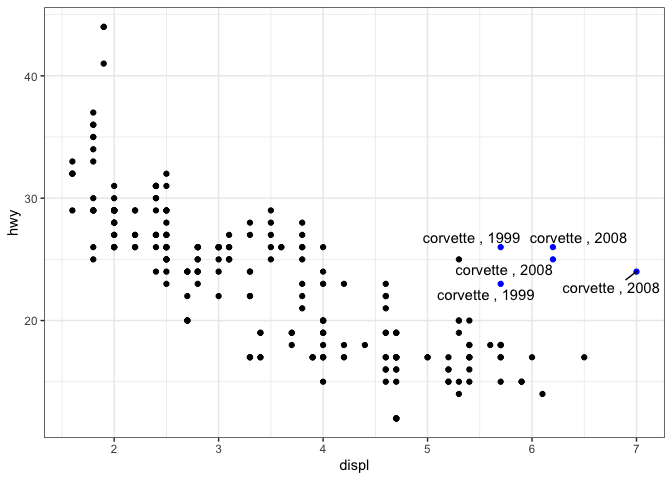 40
30
20
hwy
corvette , 1999
corvette , 2008
corvette , 2008
corvette , 2008
corvette , 1999
2
3
4
5
6
7
displ